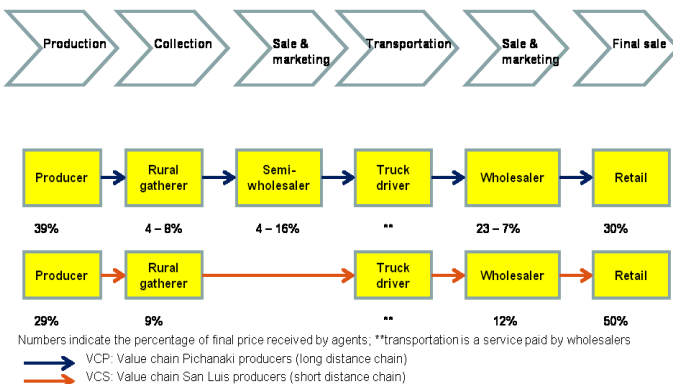 Production Collection Sale & marketing Transportation Sale & marketing Final sale
Producer Rural gatherer Semi-wholesaler Truck driver Wholesaler Retail
39% 4 – 8% 4 – 16% ** 23 – 7% 30%
Producer Rural gatherer Truck driver Wholesaler Retail
29% 9% ** 12% 50%
Numbers indicate the percentage of final price received by agents; **transportation is a service paid by wholesalers
VCP: Value chain Pichanaki producers (long distance chain)
VCS: Value chain San Luis producers (short distance chain)